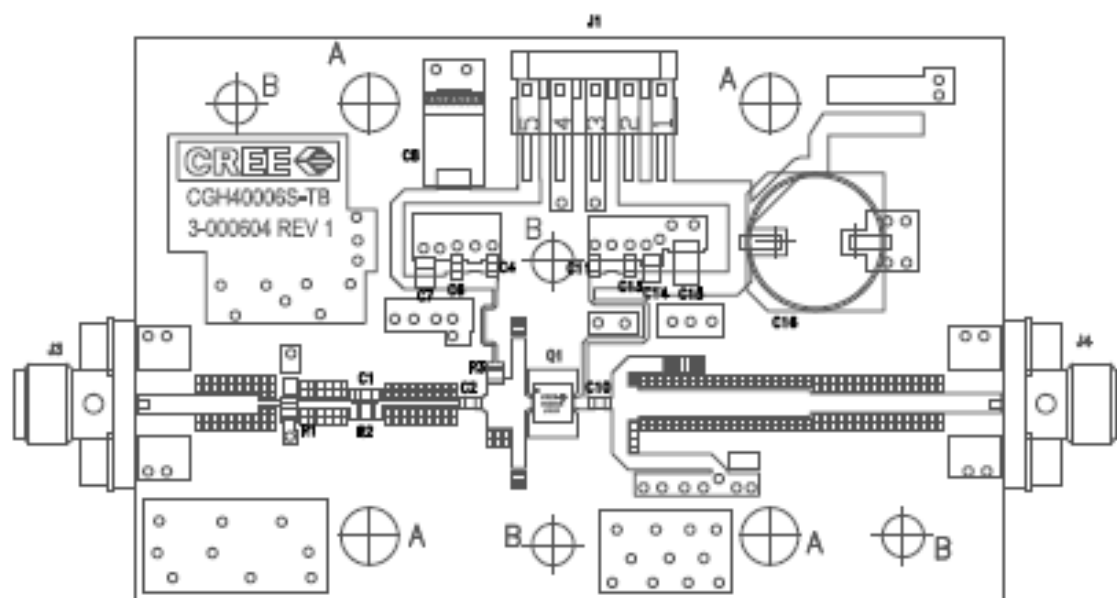 J1
A
B
A
C8
5 4 3 2 1
CREE
CGH40006S-TB
3-000604 REV 1
B
C4
C11
C7
C6
C13
C14
C15
C16
J3
J4
R3
Q1
C1
C2
C10
R1
R2
A
B
A
B